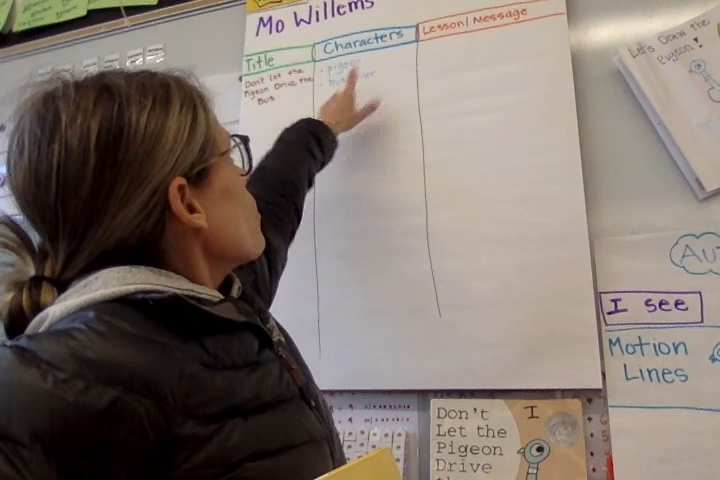 Mo Willems
Title
Characters
Lesson/Message
Don't let the
Pigeon Drive the
Bus
• pigeon
Let's Draw the
Pigeon!
I see
Motion
Lines
Don't
Let the
Pigeon
Drive
I